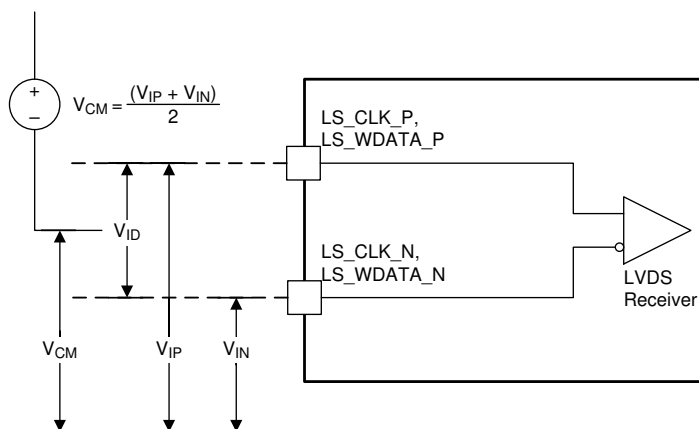 +
−
V_CM = (V_IP + V_IN) / 2
LS_CLK_P,
LS_WDATA_P
V_ID
LS_CLK_N,
LS_WDATA_N
LVDS
Receiver
V_CM
V_IP
V_IN